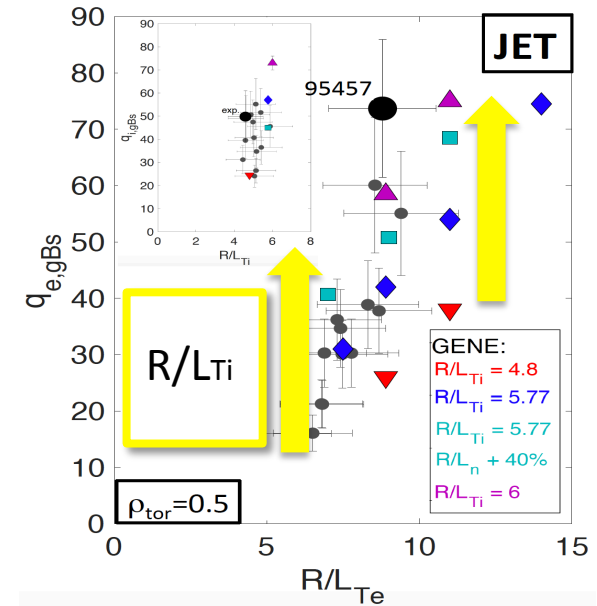 90
80
70
60
50
40
30
20
10
0
q_e,gBs
0
5
10
15
R/L_Te
JET
95457
90
80
70
60
50
40
30
20
10
0
q_i,gBs
exp
0
2
4
6
8
R/L_Ti
R/L_Ti
ρ_tor=0.5
GENE:
R/L_Ti = 4.8
R/L_Ti = 5.77
R/L_Ti = 5.77
R/L_n + 40%
R/L_Ti = 6